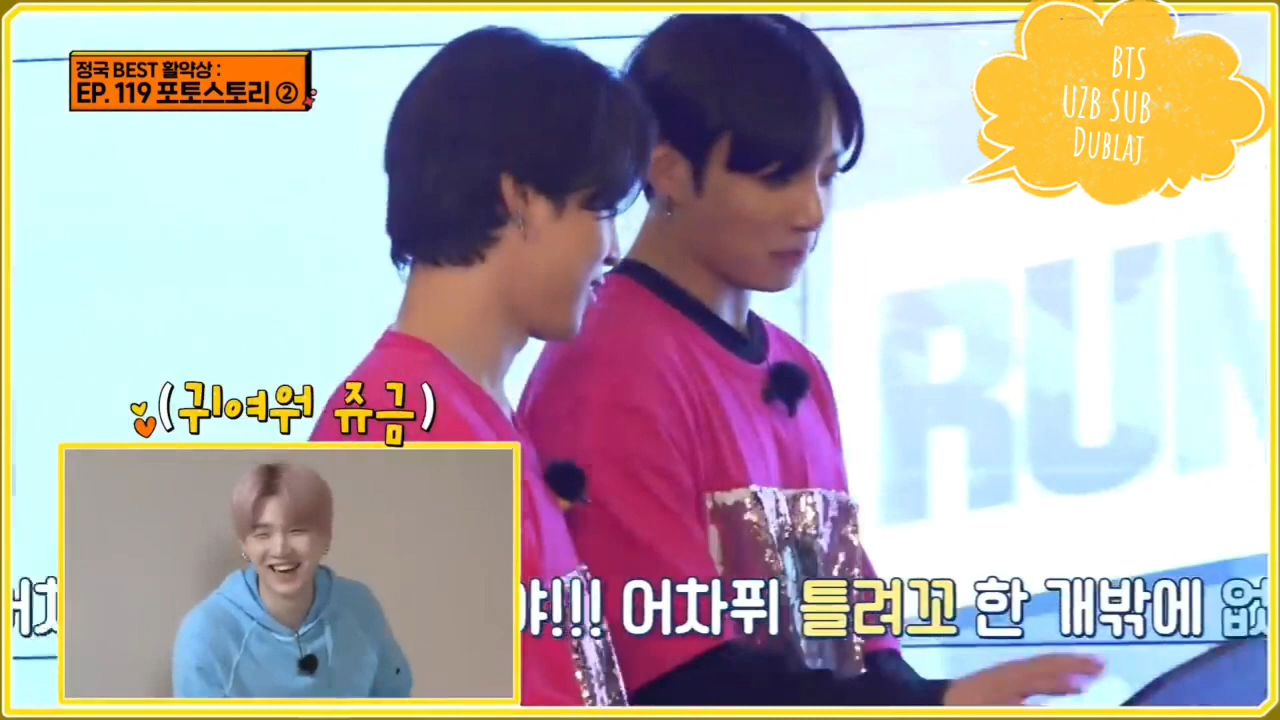 정국 BEST 활약상 :
EP. 119 포토스토리 ②
BTS
UZB SUB
DUBLAJ
RUN
(귀여워 쥬금)
야!!! 어차퓌 틀려꼬 한 개밖에